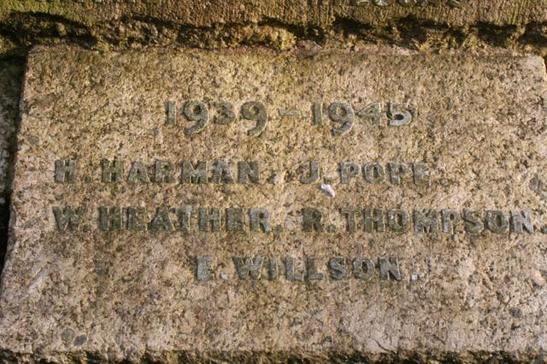 1939-1945
H. HARMAN. J. POPE.
W. HEATHER. R. THOMPSON.
E. WILLSON.